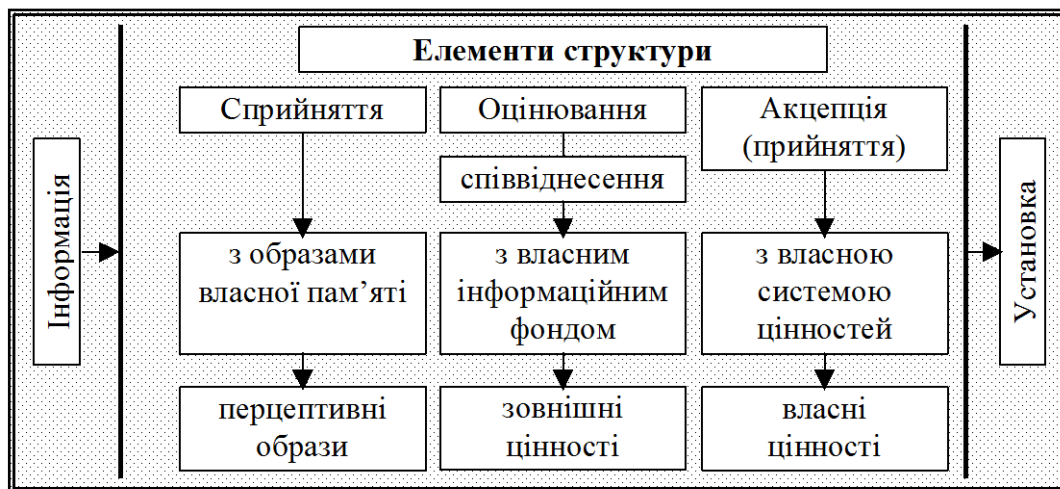 Елементи структури
Інформація
Сприйняття
Оцінювання
Акцепція
(прийняття)
співвіднесення
з образами
власної пам’яті
з власним
інформаційним
фондом
з власною
системою
цінностей
перцептивні
образи
зовнішні
цінності
власні
цінності
Установка